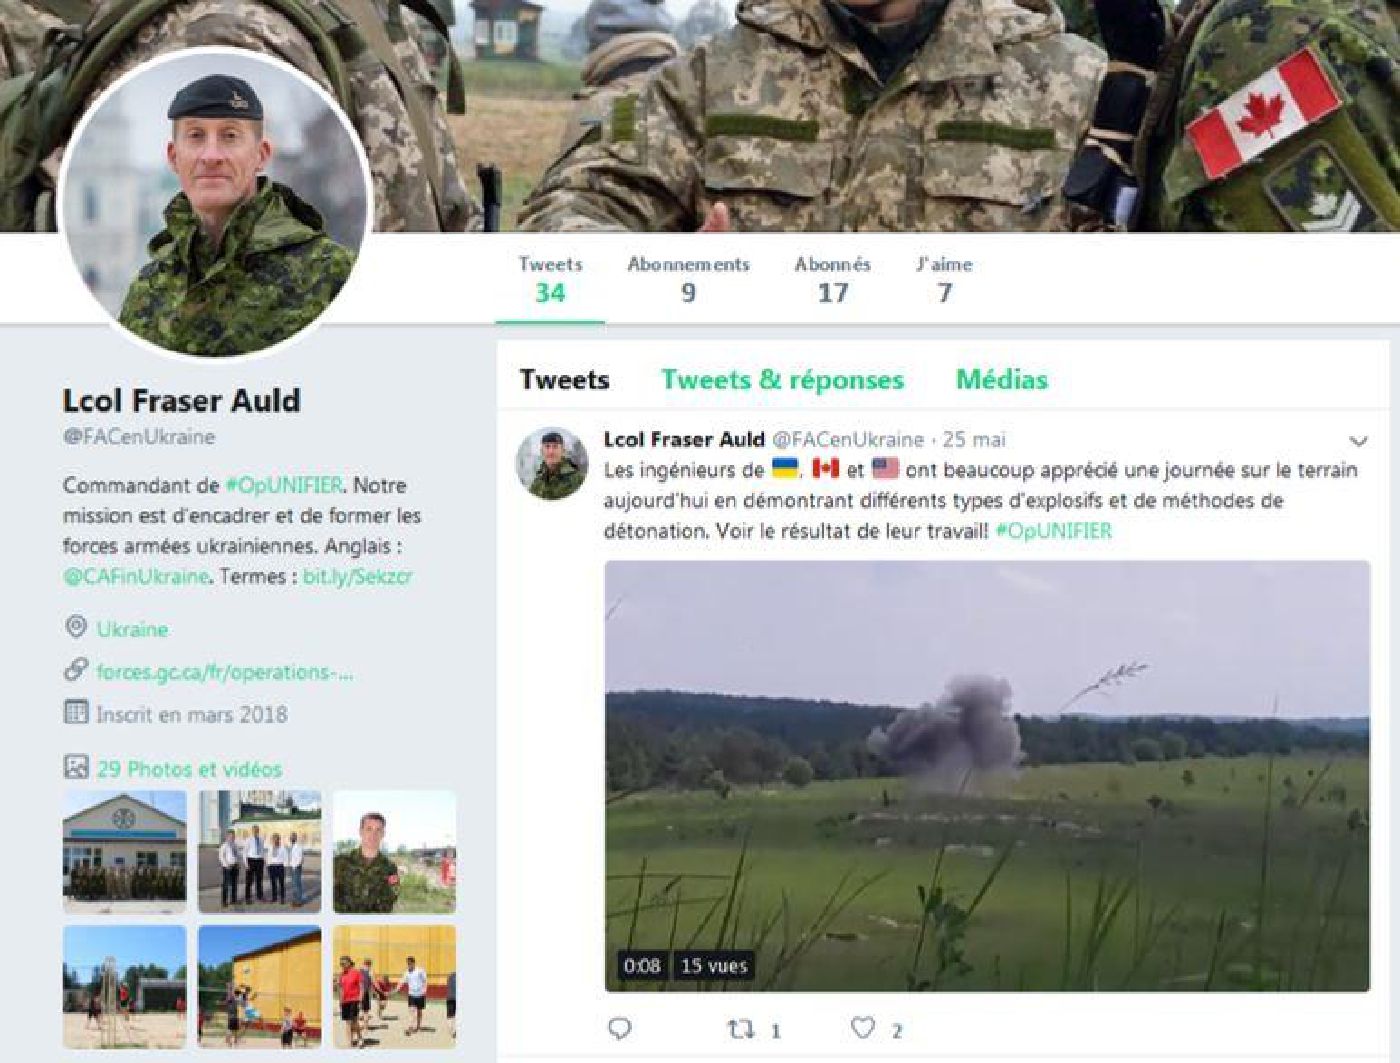 Tweets
34
Abonnements
9
Abonnés
17
J'aime
7
Lcol Fraser Auld
@FACenUkraine
Commandant de #OpUNIFIER. Notre
mission est d'encadrer et de former les
forces armées ukrainiennes. Anglais :
@CAFinUkraine. Termes : bit.ly/Sekzcr
Ukraine
forces.gc.ca/fr/operations-...
Inscrit en mars 2018
29 Photos et vidéos
Tweets Tweets & réponses Médias
Lcol Fraser Auld @FACenUkraine · 25 mai
Les ingénieurs de 🇺🇦, 🇨🇦 et 🇺🇸 ont beaucoup apprécié une journée sur le terrain
aujourd'hui en démontrant différents types d'explosifs et de méthodes de
détonation. Voir le résultat de leur travail! #OpUNIFIER
0:08 15 vues
1 2